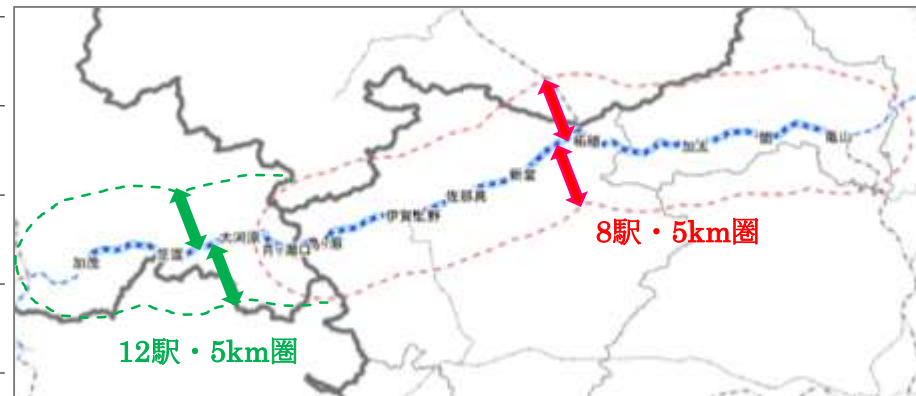 8駅・5km圏
12駅・5km圏
柘植
加太
関
亀山
新堂
佐那具
伊賀上野
島ヶ原
月ヶ瀬口
大河原
笠置
加茂